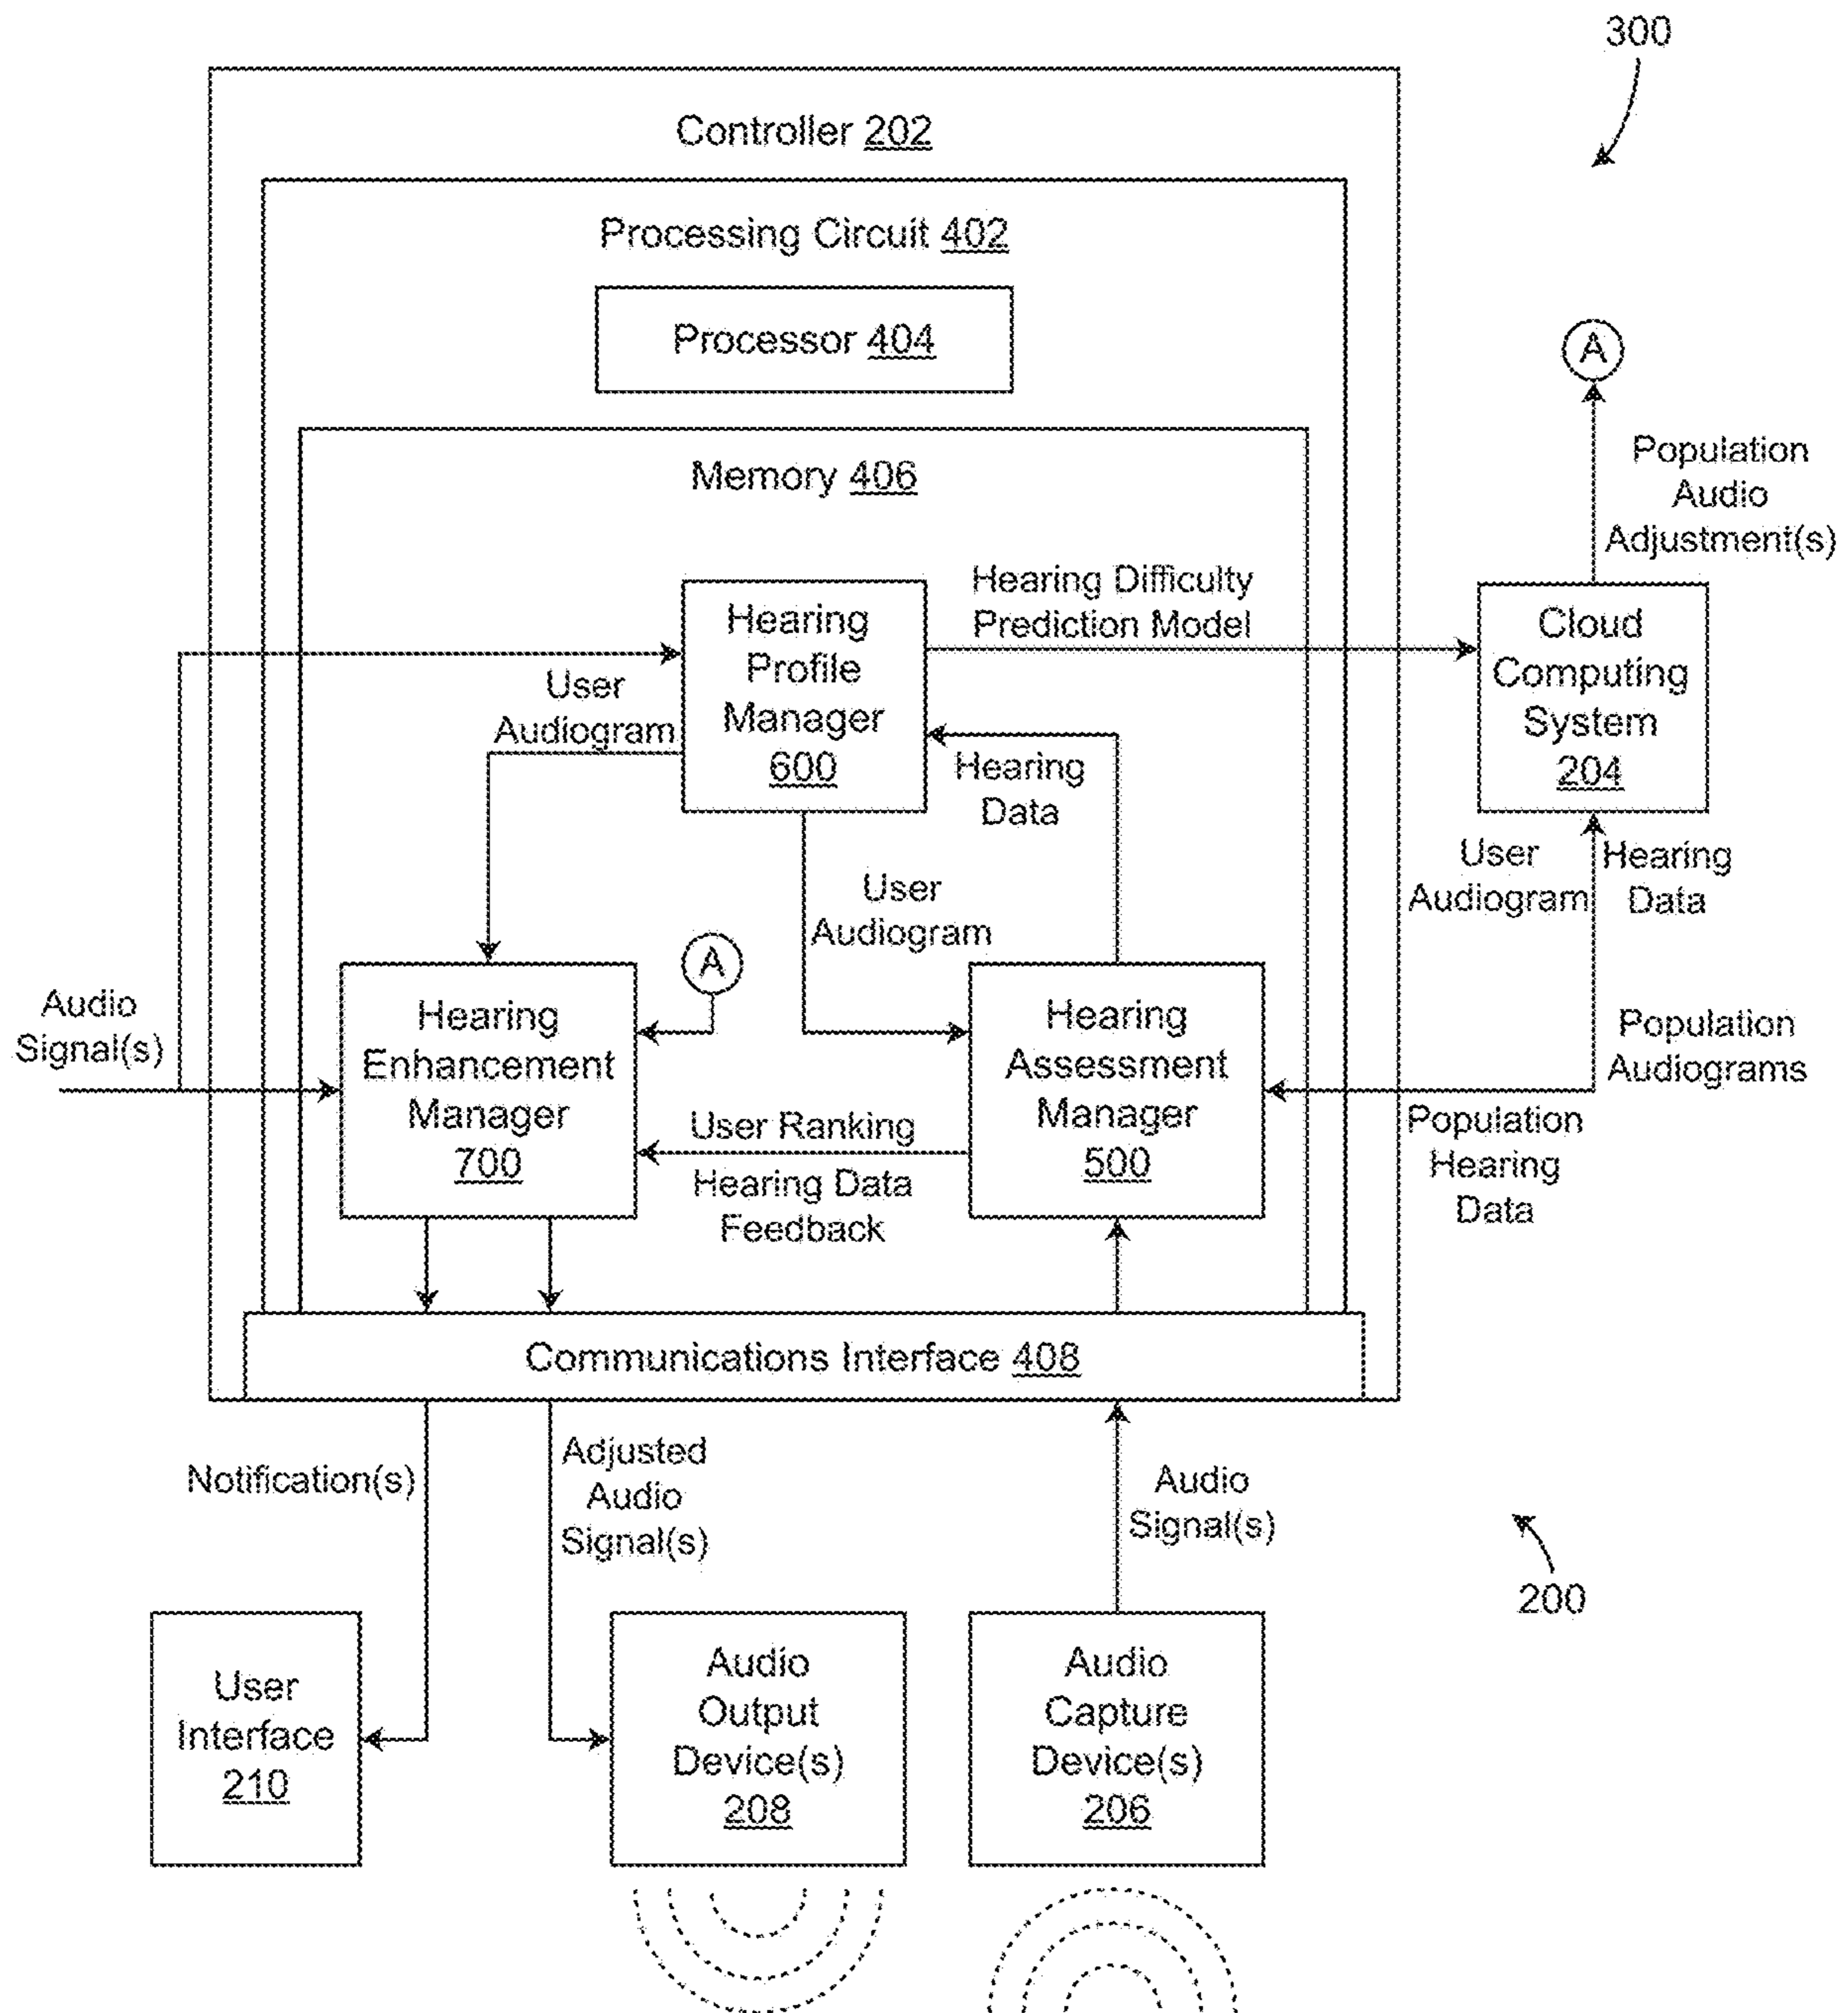 300
Controller 202
Processing Circuit 402
Processor 404
A
Memory 406
Population
Audio
Adjustment(s)
Hearing Difficulty
Prediction Model
Hearing
Profile
Manager
600
Cloud
Computing
System
204
User
Audiogram
Hearing
Data
User
Audiogram
User
Audiogram
Hearing
Data
A
Audio
Signal(s)
Hearing
Enhancement
Manager
700
Hearing
Assessment
Manager
500
Population
Audiograms
User Ranking
Hearing Data
Feedback
Population
Hearing
Data
Communications Interface 408
Notification(s)
Adjusted
Audio
Signal(s)
Audio
Signal(s)
200
User
Interface
210
Audio
Output
Device(s)
208
Audio
Capture
Device(s)
206